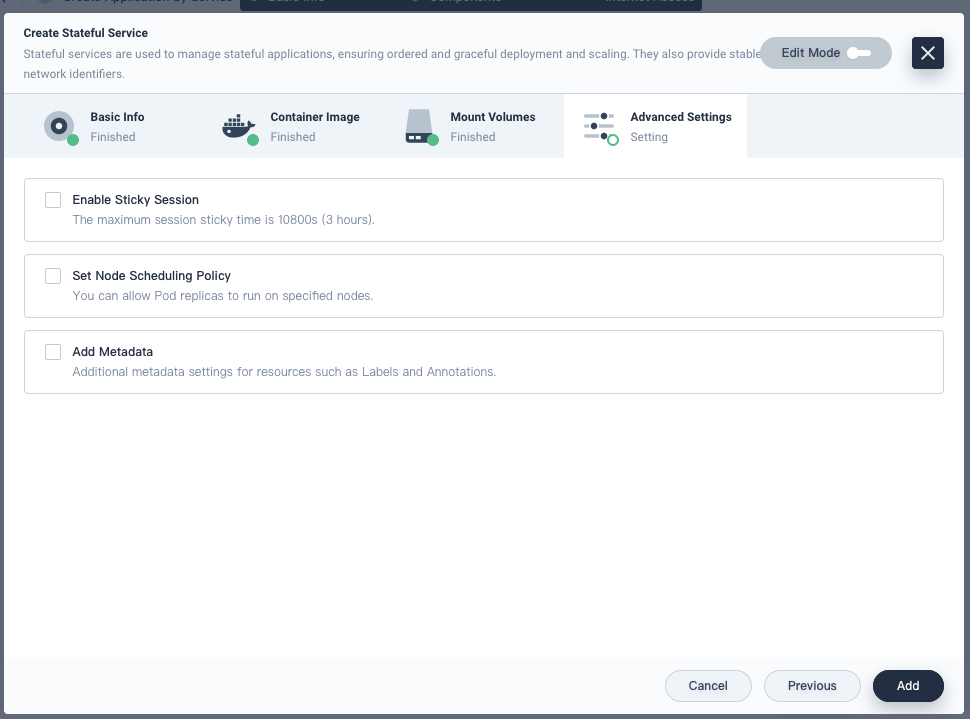 Create Stateful Service
Stateful services are used to manage stateful applications, ensuring ordered and graceful deployment and scaling. They also provide stable
network identifiers.
Edit Mode
Basic Info
Finished
Container Image
Finished
Mount Volumes
Finished
Advanced Settings
Setting
Enable Sticky Session
The maximum session sticky time is 10800s (3 hours).
Set Node Scheduling Policy
You can allow Pod replicas to run on specified nodes.
Add Metadata
Additional metadata settings for resources such as Labels and Annotations.
Cancel
Previous
Add